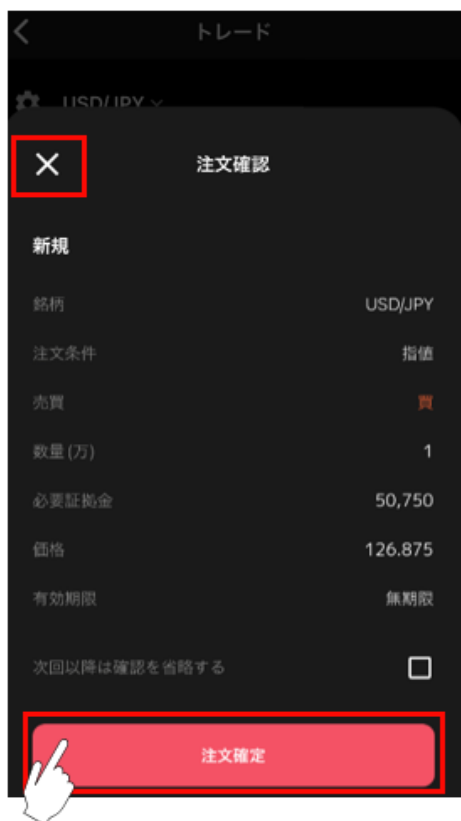 トレード
USD/JPY
注文確認
新規
銘柄 USD/JPY
注文条件 指値
売買 買
数量(万) 1
必要証拠金 50,750
価格 126.875
有効期限 無期限
次回以降は確認を省略する
注文確定